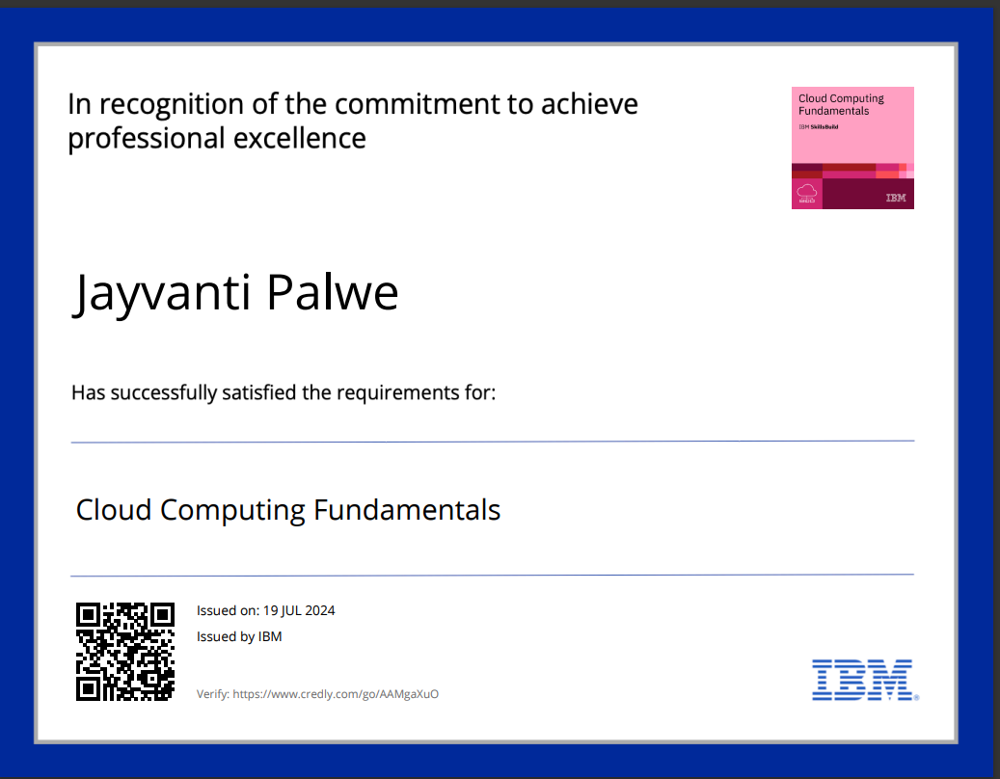 In recognition of the commitment to achieve
professional excellence
Cloud Computing
Fundamentals
IBM SkillsBuild
IBM
Jayvanti Palwe
Has successfully satisfied the requirements for:
Cloud Computing Fundamentals
Issued on: 19 JUL 2024
Issued by IBM
Verify: https://www.credly.com/go/AAMgaXuO
IBM®